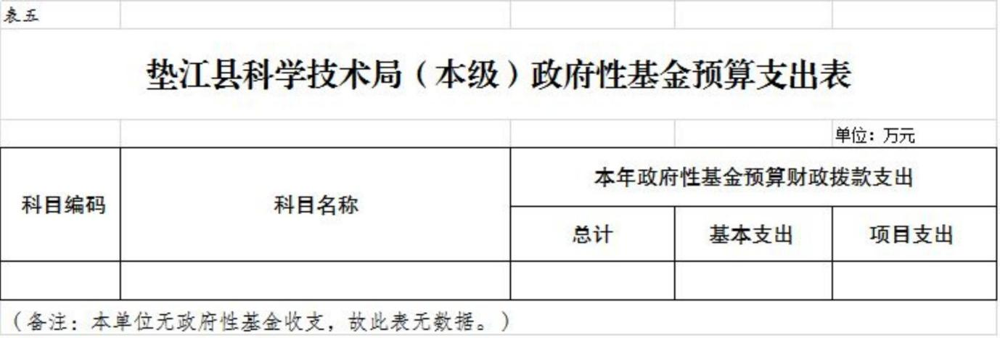 表五
垫江县科学技术局（本级）政府性基金预算支出表
单位：万元
科目编码 科目名称 本年政府性基金预算财政拨款支出
总计 基本支出 项目支出
（备注：本单位无政府性基金收支，故此表无数据。）